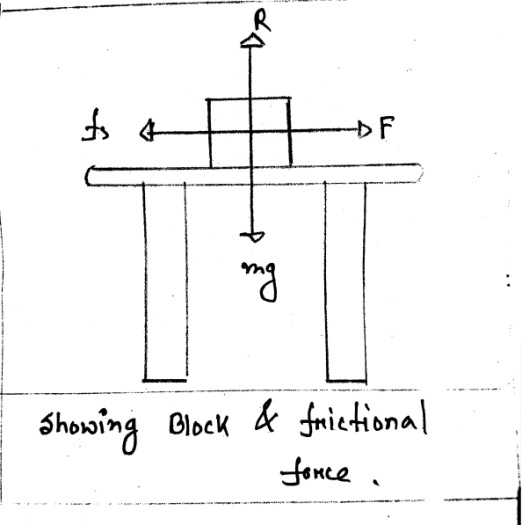 R
fs
F
mg
Showing Block & frictional
force.